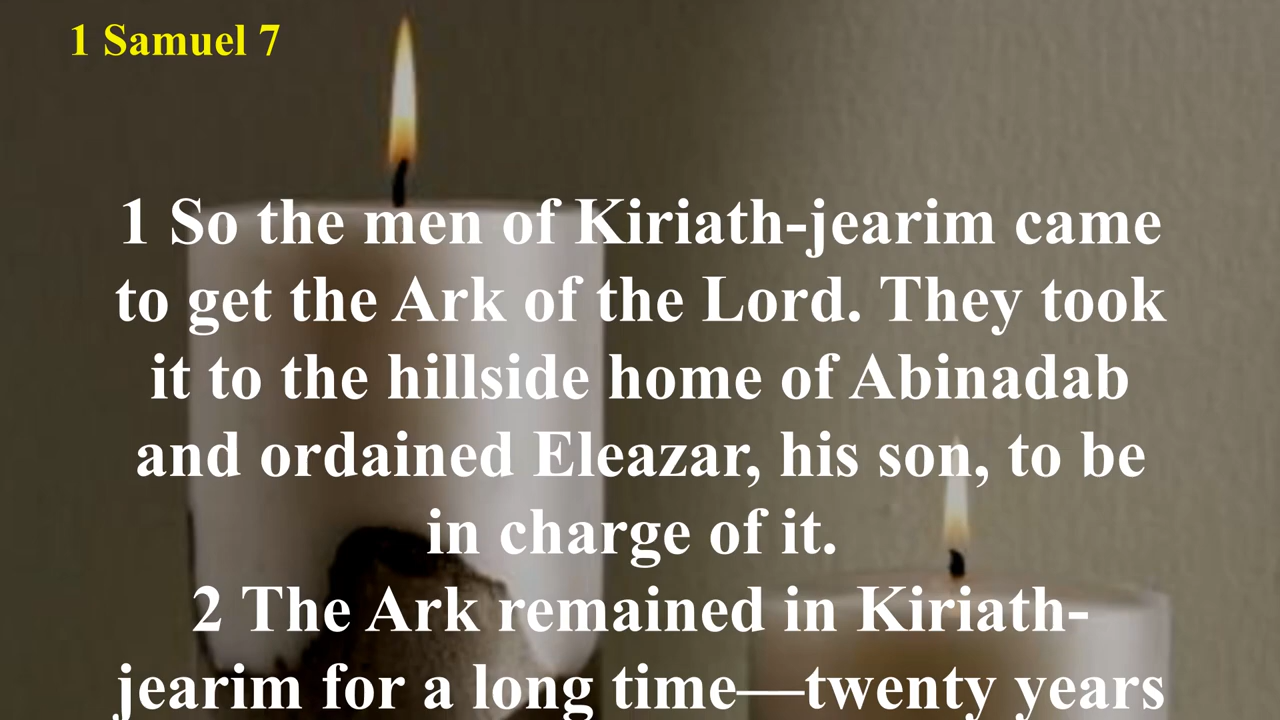 1 Samuel 7
1 So the men of Kiriath-jearim came
to get the Ark of the Lord. They took
it to the hillside home of Abinadab
and ordained Eleazar, his son, to be
in charge of it.
2 The Ark remained in Kiriath-
jearim for a long time—twenty years